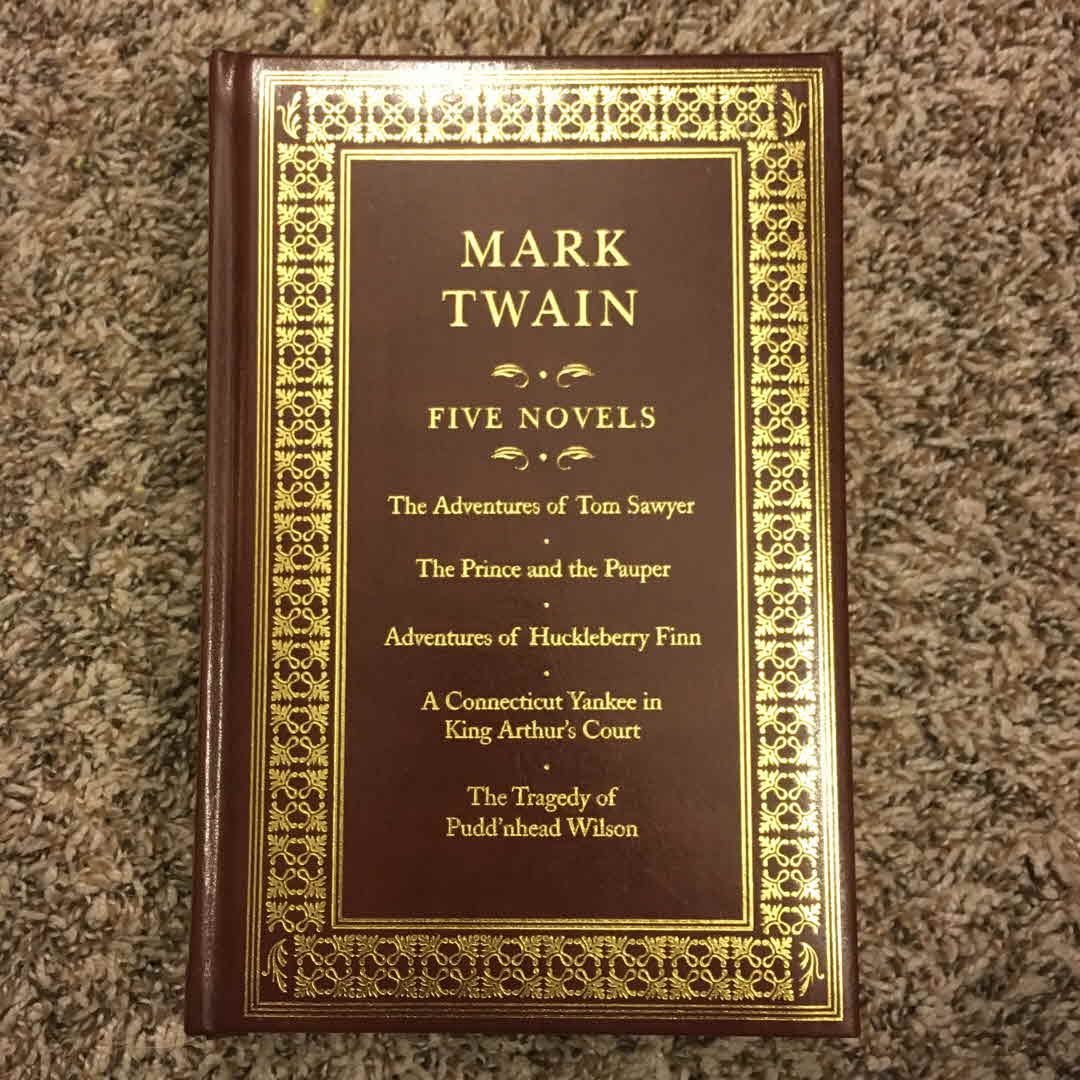 MARK
TWAIN
FIVE NOVELS
The Adventures of Tom Sawyer
The Prince and the Pauper
Adventures of Huckleberry Finn
A Connecticut Yankee in
King Arthur's Court
The Tragedy of
Pudd'nhead Wilson